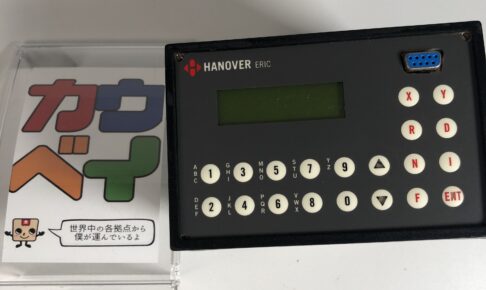 カウ
ベイ
世界中の各拠点から
僕が運んでいるよ
HANOVER ERIC
X Y
R D
ABC 1 GHI 3 MNO 5 STU 7 YZ 9 N I
DEF 2 JKL 4 PQR 6 VWX 8 0 F ENT